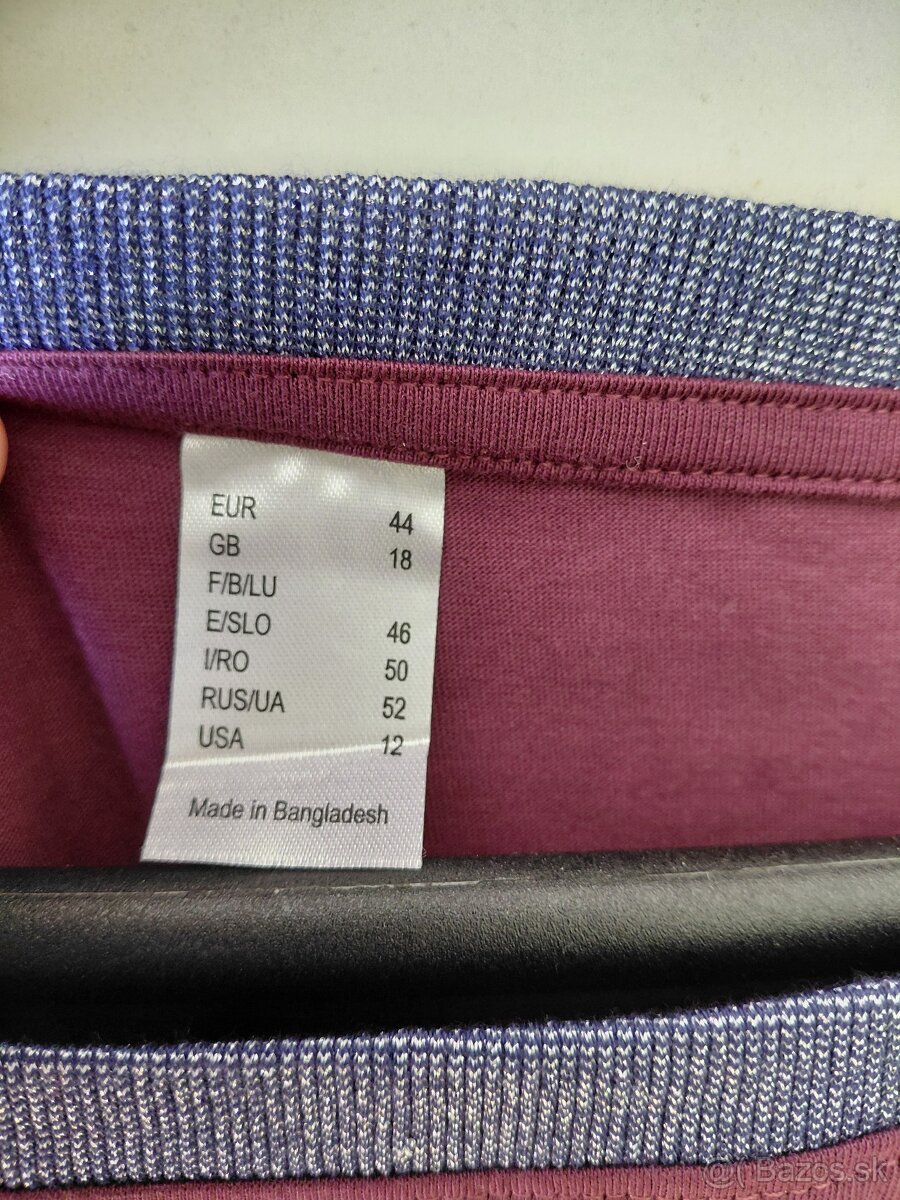 EUR 44
GB 18
F/B/LU
E/SLO 46
I/RO 50
RUS/UA 52
USA 12
Made in Bangladesh
Bazos.sk